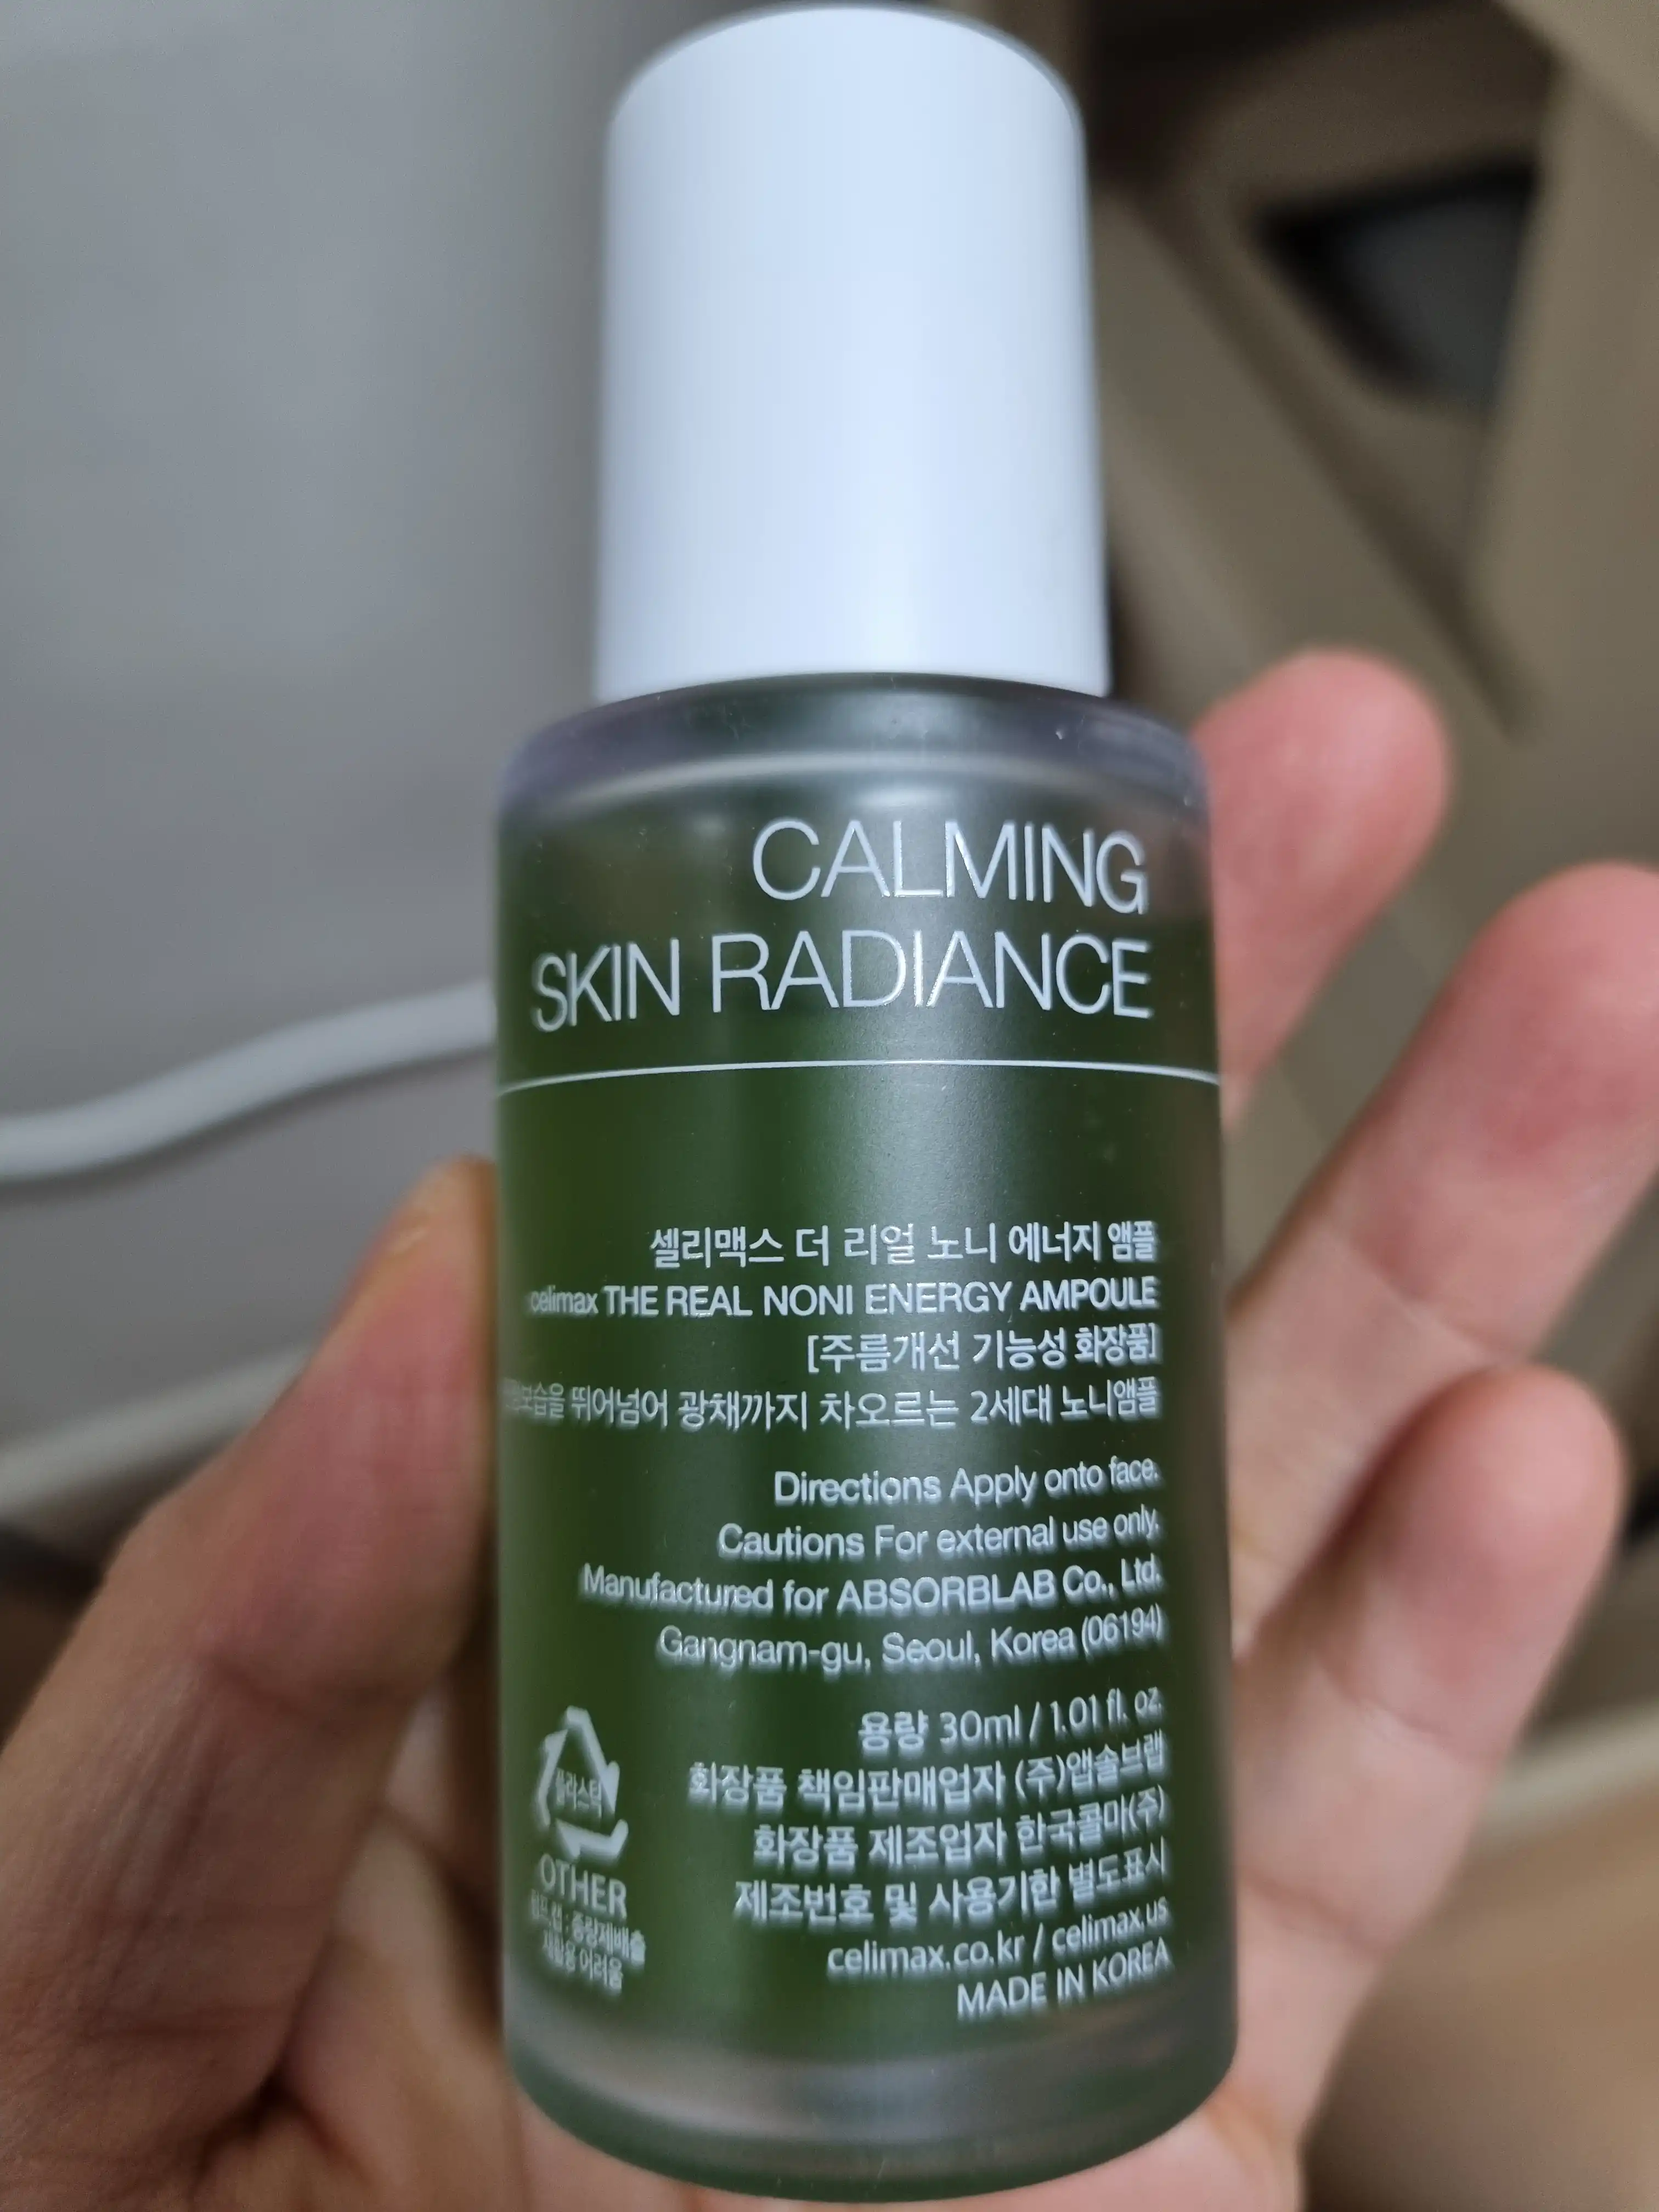 CALMING
SKIN RADIANCE
셀리맥스 더 리얼 노니 에너지 앰플
celimax THE REAL NONI ENERGY AMPOULE
[주름개선 기능성 화장품]
뛰어넘어 광채까지 차오르는 2세대 노니앰플
Directions Apply onto face.
Cautions For external use only.
Manufactured for ABSORBLAB Co., Ltd.
Gangnam-gu, Seoul, Korea (06194)
용량 30ml / 1.01 fl. oz.
화장품 책임판매업자 (주)앱솔브랩
화장품 제조업자 한국콜마(주)
제조번호 및 사용기한 별도표시
celimax.co.kr / celimax.us
MADE IN KOREA
플라스틱
OTHER
재활용 어려움